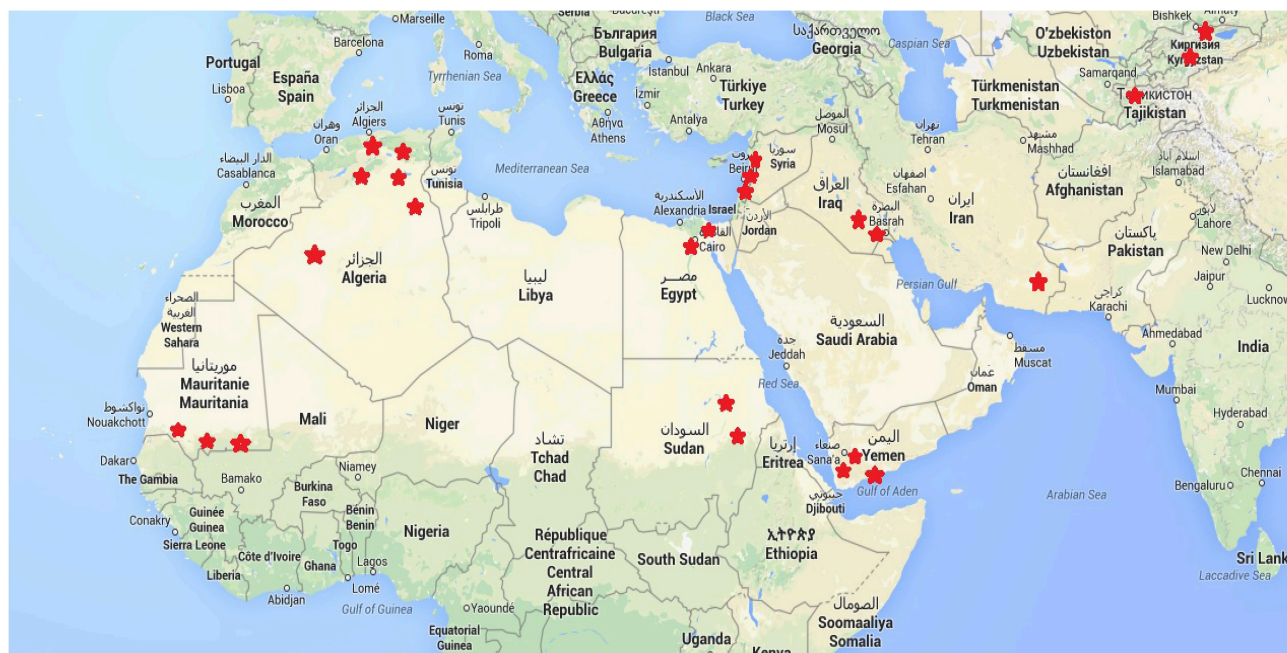 Marseille
Barcelona
Portugal
España
Spain
Lisboa
Roma
Tyrrhenian Sea
България
Bulgaria
Black Sea
İstanbul
Ankara
Ελλάς
Greece
İzmir
Türkiye
Turkey
Αθήνα
Athens
Antalya
საქართველო
Georgia
Caspian Sea
O'zbekiston
Uzbekistan
Bishkek
Almaty
Киргизия
Kyrgyzstan
Türkmenistan
Turkmenistan
Samarqand
Tajikistan
الجزائر
Algiers
وهران
Oran
تونس
Tunis
الدار البيضاء
Casablanca
المغرب
Morocco
تونس
Tunisia
Mediterranean Sea
طرابلس
Tripoli
سوريا
Syria
الموصل
Mosul
تهران
Tehran
مشهد
Mashhad
افغانستان
Afghanistan
اسلام آباد
Islamabad
الأسكندرية
Alexandria
Israel
الأردن
Jordan
العراق
Iraq
البصرة
Basrah
اصفهان
Esfahan
ایران
Iran
لاہور
Lahore
پاکستان
Pakistan
New Delhi
Jaipur
Lucknow
Cairo
الجزائر
Algeria
ليبيا
Libya
مصر
Egypt
Persian Gulf
کراچی
Karachi
الصحراء
الغربية
Western
Sahara
السعودية
Saudi Arabia
جدة
Jeddah
Red Sea
مسقط
Muscat
عُمان
Oman
Ahmedabad
India
Mumbai
Hyderabad
موريتانيا
Mauritanie
Mauritania
نواكشوط
Nouakchott
Mali
Niger
تشاد
Tchad
Chad
السودان
Sudan
إرتريا
Eritrea
صنعاء
Sana'a
اليمن
Yemen
Gulf of Aden
Arabian Sea
Chennai
Bengaluru
Dakar
The Gambia
Bamako
Niamey
Burkina
Faso
جيبوتي
Djibouti
Conakry
Guinée
Guinea
Sierra Leone
Liberia
Côte d'Ivoire
Ghana
Togo
Bénin
Benin
Lagos
Lomé
Abidjan
Nigeria
Gulf of Guinea
Yaoundé
Equatorial
Guinea
République
Centrafricaine
Central
African
Republic
South Sudan
ኢትዮጵያ
Ethiopia
الصومال
Soomaaliya
Somalia
Uganda
Kenya
Sri Lank
Laccadive Sea